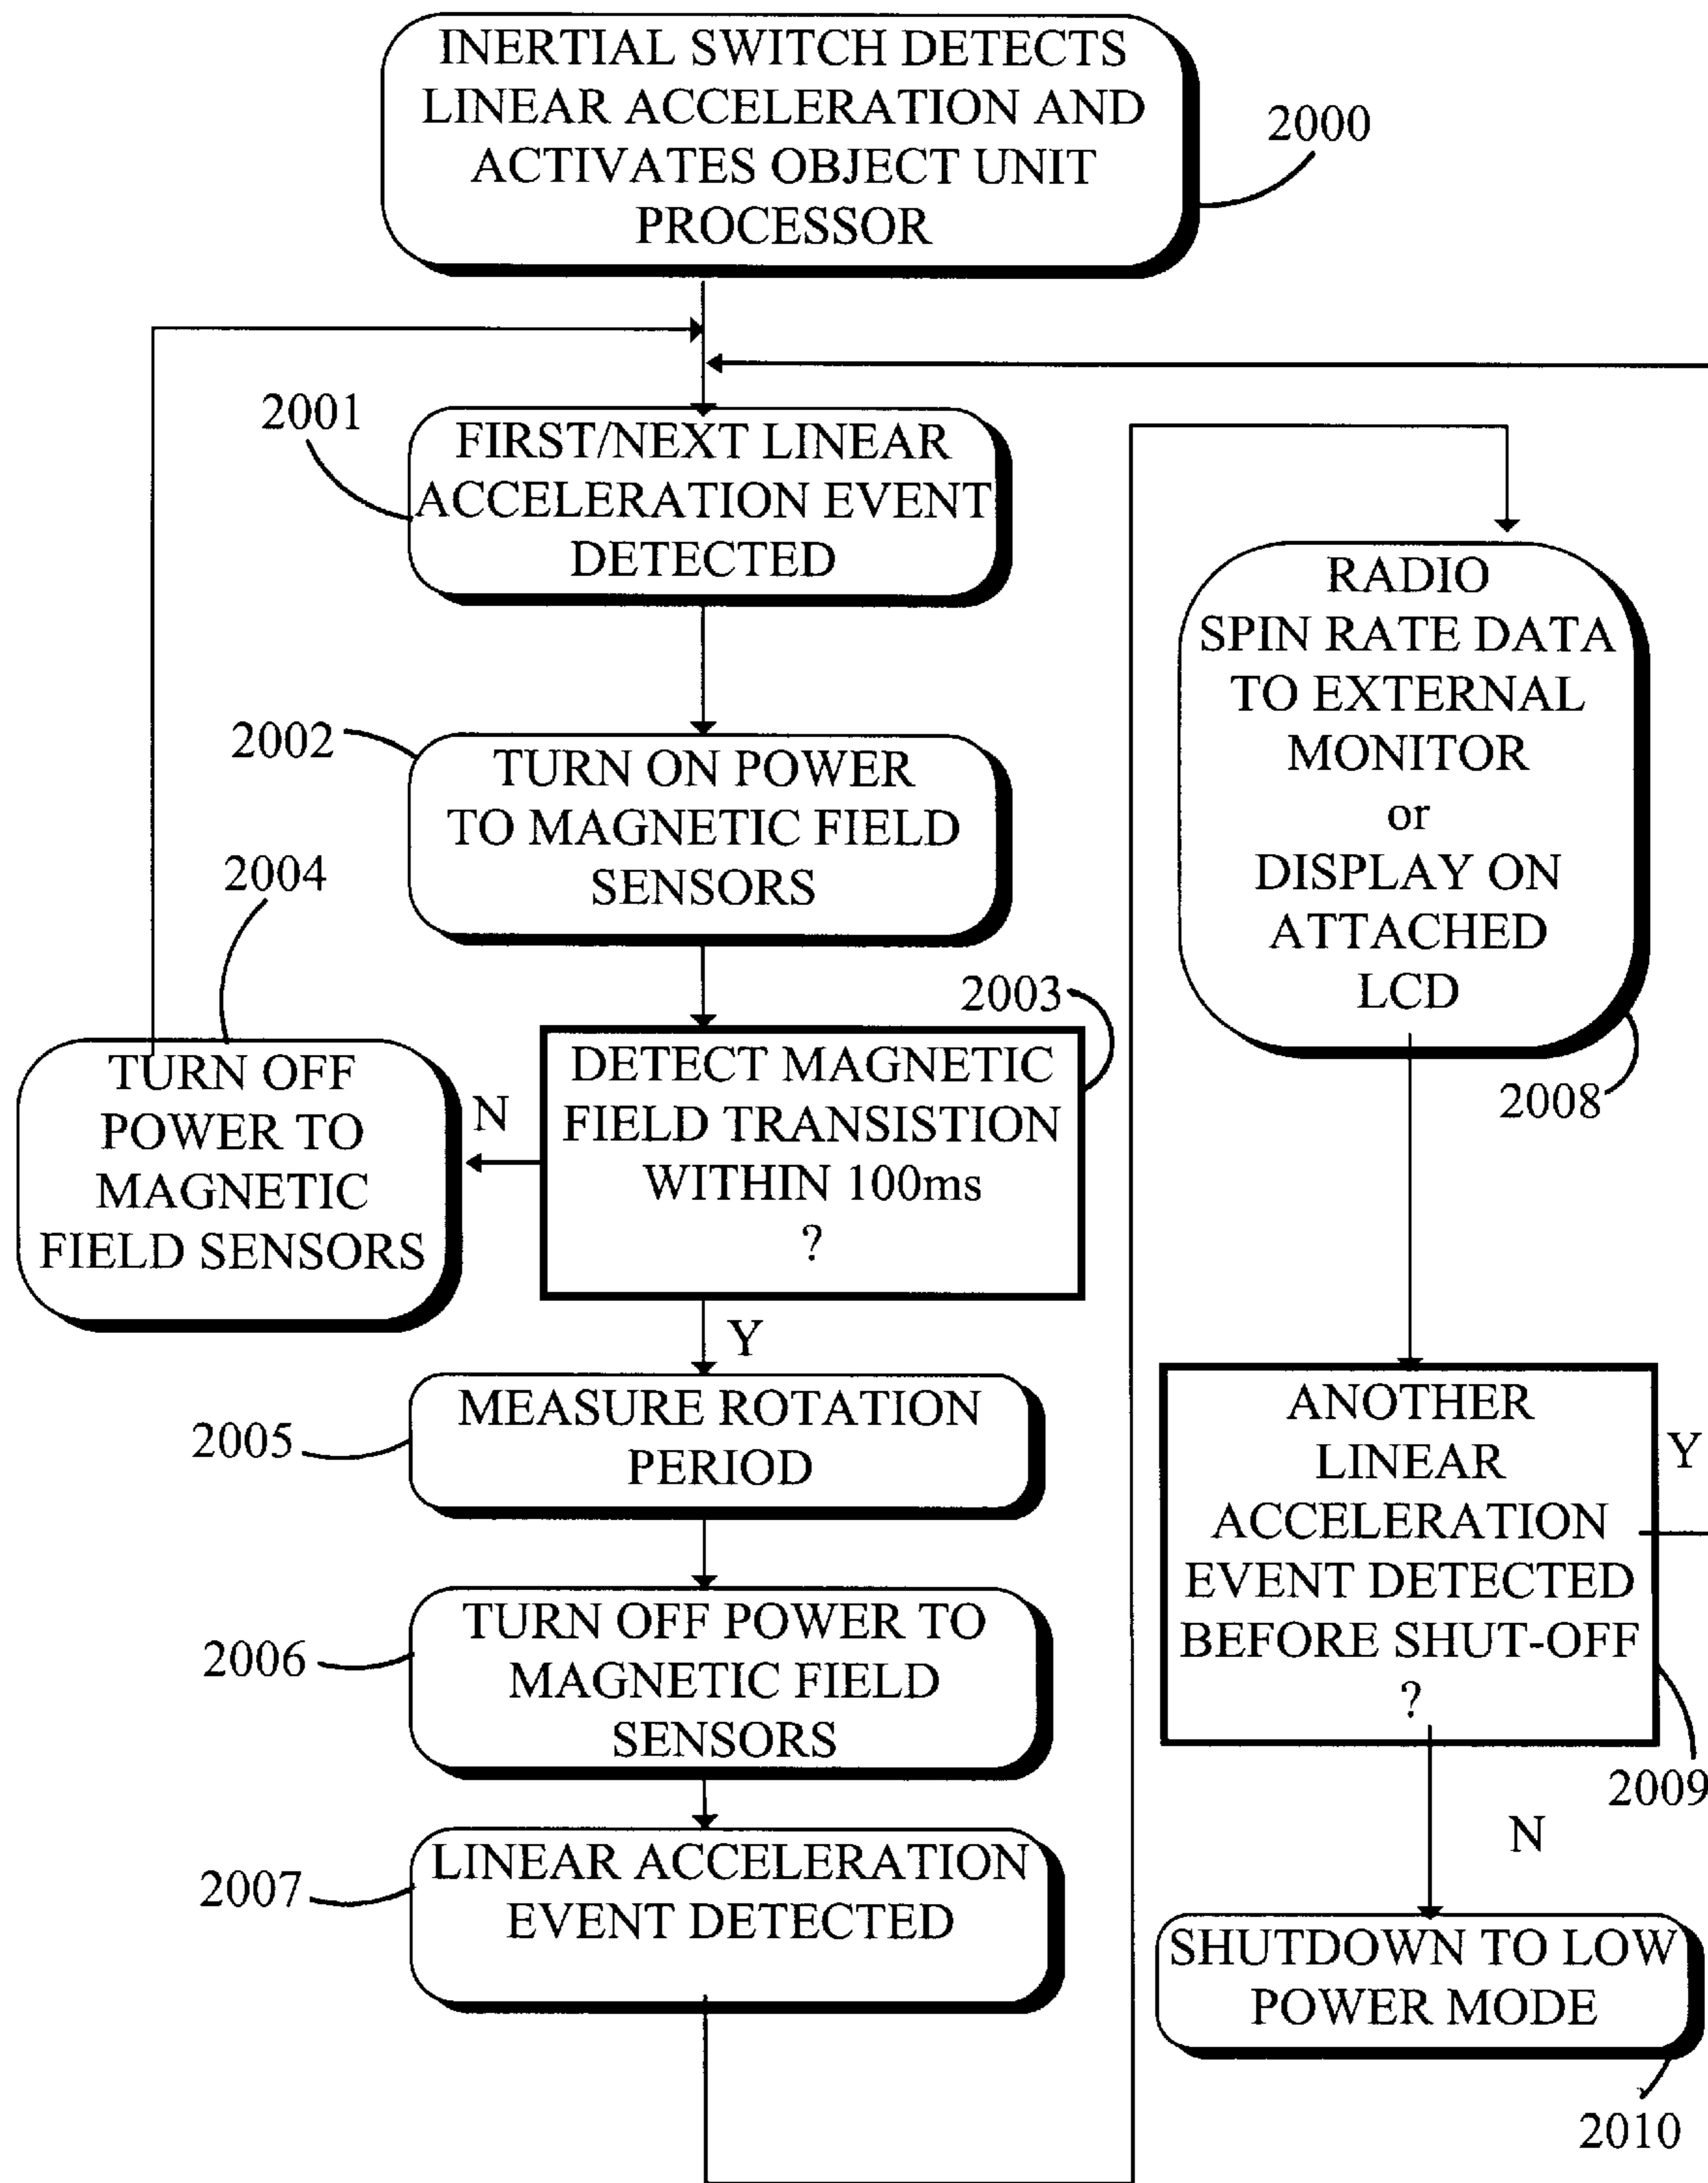 INERTIAL SWITCH DETECTS
LINEAR ACCELERATION AND
ACTIVATES OBJECT UNIT
PROCESSOR
2000
2001
FIRST/NEXT LINEAR
ACCELERATION EVENT
DETECTED
2002
TURN ON POWER
TO MAGNETIC FIELD
SENSORS
2003
DETECT MAGNETIC
FIELD TRANSISTION
WITHIN 100ms
?
N
2004
TURN OFF
POWER TO
MAGNETIC
FIELD SENSORS
Y
2005
MEASURE ROTATION
PERIOD
2006
TURN OFF POWER TO
MAGNETIC FIELD
SENSORS
2007
LINEAR ACCELERATION
EVENT DETECTED
RADIO
SPIN RATE DATA
TO EXTERNAL
MONITOR
or
DISPLAY ON
ATTACHED
LCD
2008
ANOTHER
LINEAR
ACCELERATION
EVENT DETECTED
BEFORE SHUT-OFF
?
Y
2009
N
SHUTDOWN TO LOW
POWER MODE
2010